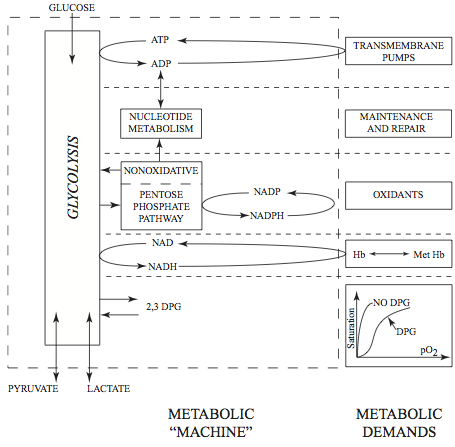 GLUCOSE
ATP
ADP
TRANSMEMBRANE
PUMPS
NUCLEOTIDE
METABOLISM
MAINTENANCE
AND REPAIR
GLYCOLYSIS
NONOXIDATIVE
PENTOSE
PHOSPHATE
PATHWAY
NADP
NADPH
OXIDANTS
NAD
NADH
Hb
Met Hb
2,3 DPG
Saturation
NO DPG
DPG
pO2
PYRUVATE
LACTATE
METABOLIC
“MACHINE”
METABOLIC
DEMANDS